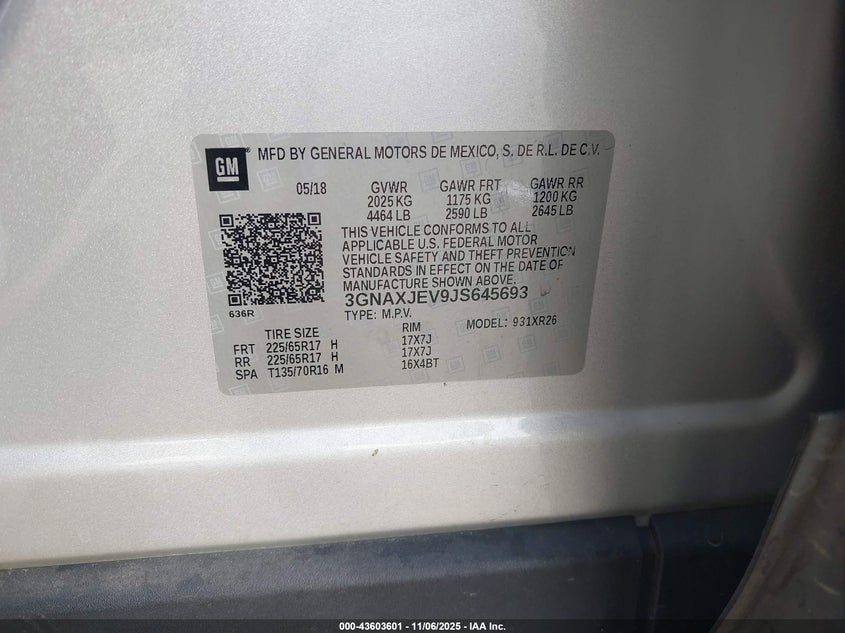 GM
MFD BY GENERAL MOTORS DE MEXICO, S. DE R.L. DE C.V.
05/18 GVWR GAWR FRT GAWR RR
2025 KG 1175 KG 1200 KG
4464 LB 2590 LB 2645 LB
THIS VEHICLE CONFORMS TO ALL
APPLICABLE U.S. FEDERAL MOTOR
VEHICLE SAFETY AND THEFT PREVENTION
STANDARDS IN EFFECT ON THE DATE OF
MANUFACTURE SHOWN ABOVE.
3GNAXJEV9JS645693
636R
TYPE: M.P.V. MODEL: 931XR26
TIRE SIZE RIM
FRT 225/65R17 H 17X7J
RR 225/65R17 H 17X7J
SPA T135/70R16 M 16X4BT
000-43603601 - 11/06/2025 - IAA Inc.